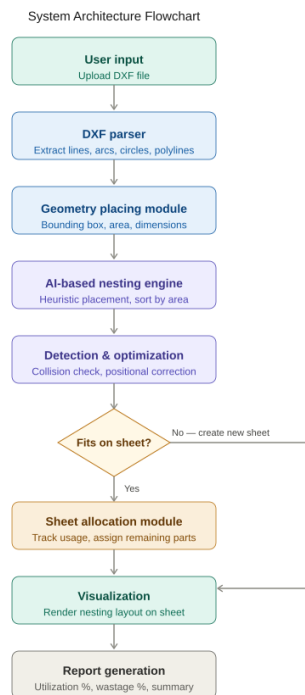 System Architecture Flowchart
User input
Upload DXF file
DXF parser
Extract lines, arcs, circles, polylines
Geometry placing module
Bounding box, area, dimensions
AI-based nesting engine
Heuristic placement, sort by area
Detection & optimization
Collision check, positional correction
Fits on sheet?
No — create new sheet
Yes
Sheet allocation module
Track usage, assign remaining parts
Visualization
Render nesting layout on sheet
Report generation
Utilization %, wastage %, summary